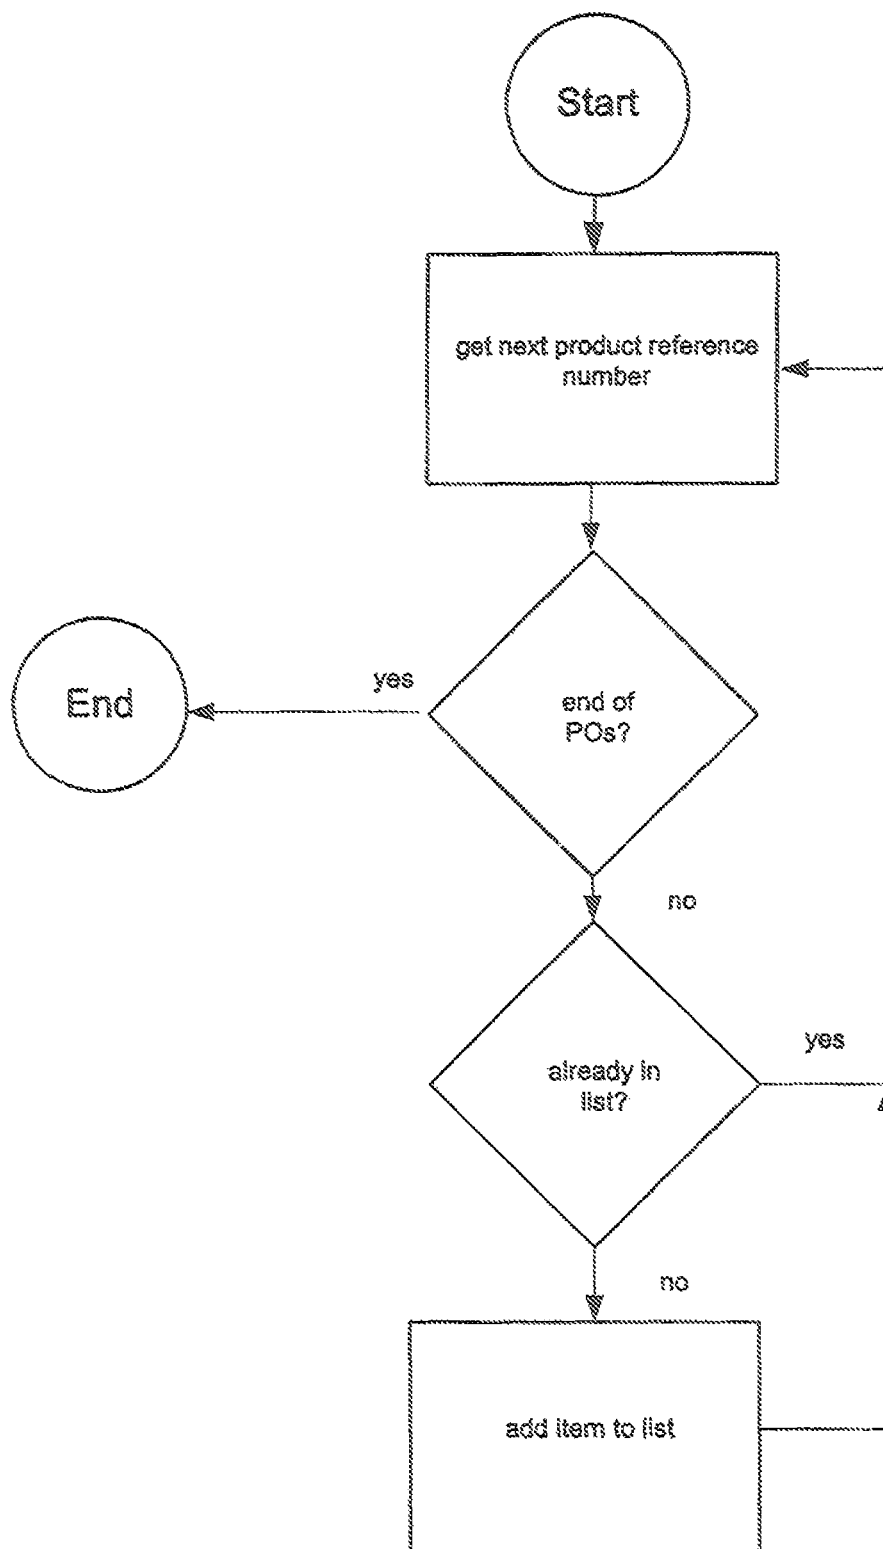 Start
get next product reference
number
yes
End
end of
POs?
no
yes
already in
list?
no
add item to list